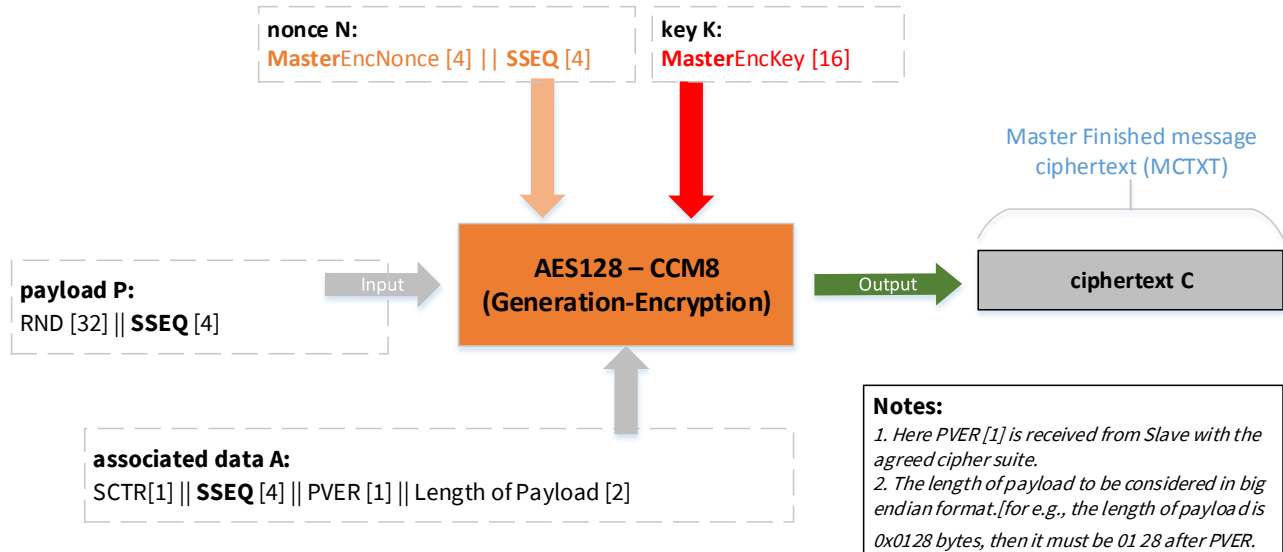 nonce N:
MasterEncNonce [4] || SSEQ [4]
key K:
MasterEncKey [16]
Master Finished message
ciphertext (MCTXT)
payload P:
RND [32] || SSEQ [4]
Input
AES128 – CCM8
(Generation-Encryption)
Output
ciphertext C
associated data A:
SCTR[1] || SSEQ [4] || PVER [1] || Length of Payload [2]
Notes:
1. Here PVER [1] is received from Slave with the
agreed cipher suite.
2. The length of payload to be considered in big
endian format.[for e.g., the length of payload is
0x0128 bytes, then it must be 01 28 after PVER.